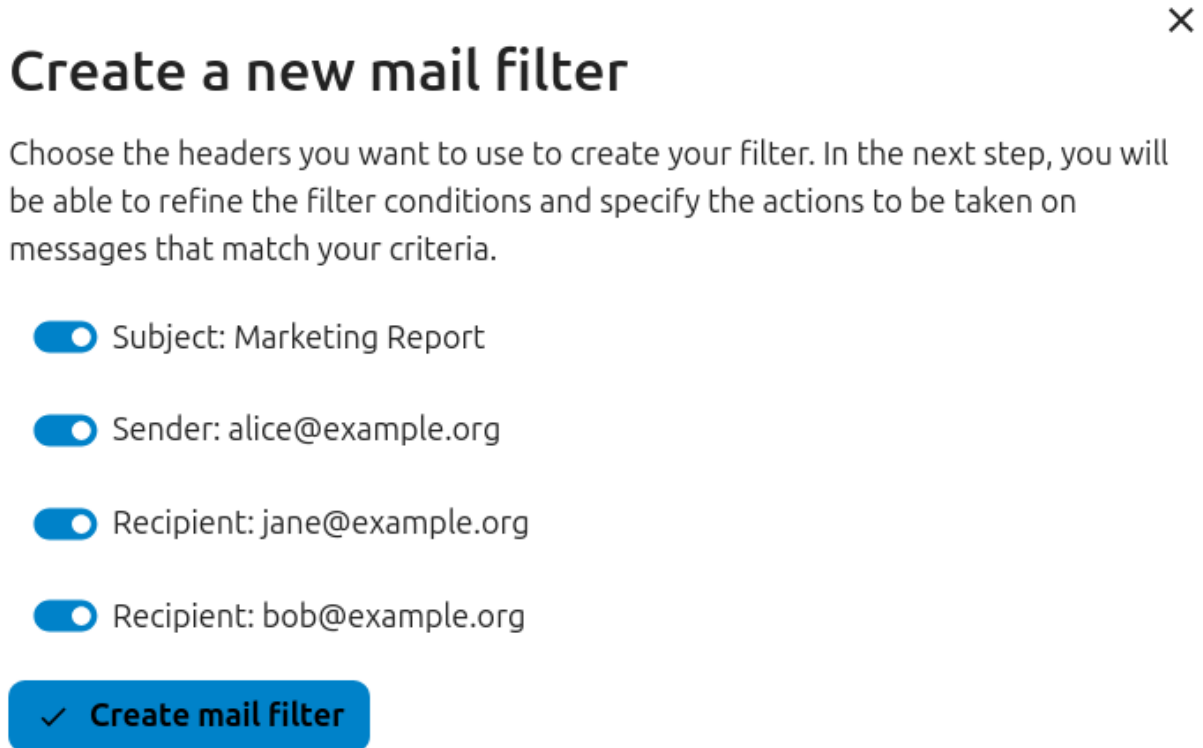 Create a new mail filter
Choose the headers you want to use to create your filter. In the next step, you will
be able to refine the filter conditions and specify the actions to be taken on
messages that match your criteria.
Subject: Marketing Report
Sender: alice@example.org
Recipient: jane@example.org
Recipient: bob@example.org
Create mail filter